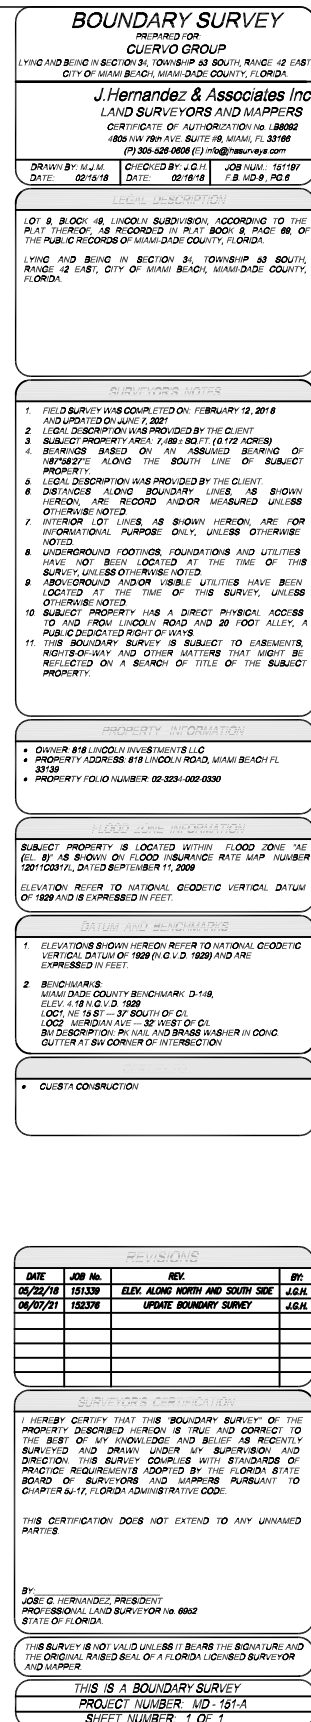 BOUNDARY SURVEY
PREPARED FOR:
CUERVO GROUP
LYING AND BEING IN SECTION 34, TOWNSHIP 53 SOUTH, RANGE 42 EAST
CITY OF MIAMI BEACH, MIAMI-DADE COUNTY, FLORIDA.
J.Hernandez & Associates Inc
LAND SURVEYORS AND MAPPERS
CERTIFICATE OF AUTHORIZATION No. LB8092
4805 NW 79th AVE. SUITE #9, MIAMI, FL 33166
(P) 305-526-0606 (E) info@jhasurveys.com
DRAWN BY: M.J.M. CHECKED BY: J.G.H. JOB NUM.: 151197
DATE: 02/15/18 DATE: 02/16/18 F.B. MD-9, PG.6
LEGAL DESCRIPTION
LOT 9, BLOCK 49, LINCOLN SUBDIVISION, ACCORDING TO THE
PLAT THEREOF, AS RECORDED IN PLAT BOOK 9, PAGE 69, OF
THE PUBLIC RECORDS OF MIAMI-DADE COUNTY, FLORIDA.
LYING AND BEING IN SECTION 34, TOWNSHIP 53 SOUTH,
RANGE 42 EAST, CITY OF MIAMI BEACH, MIAMI-DADE COUNTY,
FLORIDA.
SURVEYOR'S NOTES
1. FIELD SURVEY WAS COMPLETED ON: FEBRUARY 12, 2018
AND UPDATED ON JUNE 7, 2021
2. LEGAL DESCRIPTION WAS PROVIDED BY THE CLIENT
3. SUBJECT PROPERTY AREA: 7,489± SQ.FT. (0.172 ACRES)
4. BEARINGS BASED ON AN ASSUMED BEARING OF
N87°58'27"E ALONG THE SOUTH LINE OF SUBJECT
PROPERTY.
5. LEGAL DESCRIPTION WAS PROVIDED BY THE CLIENT.
6. DISTANCES ALONG BOUNDARY LINES, AS SHOWN
HEREON, ARE RECORD AND/OR MEASURED UNLESS
OTHERWISE NOTED.
7. INTERIOR LOT LINES, AS SHOWN HEREON, ARE FOR
INFORMATIONAL PURPOSE ONLY, UNLESS OTHERWISE
NOTED.
8. UNDERGROUND FOOTINGS, FOUNDATIONS AND UTILITIES
HAVE NOT BEEN LOCATED AT THE TIME OF THIS
SURVEY, UNLESS OTHERWISE NOTED.
9. ABOVEGROUND AND/OR VISIBLE UTILITIES HAVE BEEN
LOCATED AT THE TIME OF THIS SURVEY, UNLESS
OTHERWISE NOTED.
10. SUBJECT PROPERTY HAS A DIRECT PHYSICAL ACCESS
TO AND FROM LINCOLN ROAD AND 20 FOOT ALLEY, A
PUBLIC DEDICATED RIGHT OF WAYS.
11. THIS BOUNDARY SURVEY IS SUBJECT TO EASEMENTS,
RIGHTS-OF-WAY AND OTHER MATTERS THAT MIGHT BE
REFLECTED ON A SEARCH OF TITLE OF THE SUBJECT
PROPERTY.
PROPERTY INFORMATION
• OWNER: 818 LINCOLN INVESTMENTS LLC
• PROPERTY ADDRESS: 818 LINCOLN ROAD, MIAMI BEACH FL
33139
• PROPERTY FOLIO NUMBER: 02-3234-002-0330
FLOOD ZONE INFORMATION
SUBJECT PROPERTY IS LOCATED WITHIN FLOOD ZONE "AE
(EL. 8)" AS SHOWN ON FLOOD INSURANCE RATE MAP NUMBER
12011C0317L, DATED SEPTEMBER 11, 2009
ELEVATION REFER TO NATIONAL GEODETIC VERTICAL DATUM
OF 1929 AND IS EXPRESSED IN FEET.
DATUM AND BENCHMARKS
1. ELEVATIONS SHOWN HEREON REFER TO NATIONAL GEODETIC
VERTICAL DATUM OF 1929 (N.G.V.D. 1929) AND ARE
EXPRESSED IN FEET.
2. BENCHMARKS:
MIAMI DADE COUNTY BENCHMARK D-149,
ELEV. 4.18 N.G.V.D. 1929
LOC1, NE 15 ST --- 37' SOUTH OF C/L
LOC2 MERIDIAN AVE --- 32' WEST OF C/L
BM DESCRIPTION: PK NAIL AND BRASS WASHER IN CONC.
GUTTER AT SW CORNER OF INTERSECTION
• CUESTA CONSRUCTION
REVISIONS
DATE JOB No. REV. BY:
05/22/18 151339 ELEV. ALONG NORTH AND SOUTH SIDE J.G.H.
06/07/21 152376 UPDATE BOUNDARY SURVEY J.G.H.
SURVEYOR'S CERTIFICATION
I HEREBY CERTIFY THAT THIS "BOUNDARY SURVEY" OF THE
PROPERTY DESCRIBED HEREON IS TRUE AND CORRECT TO
THE BEST OF MY KNOWLEDGE AND BELIEF AS RECENTLY
SURVEYED AND DRAWN UNDER MY SUPERVISION AND
DIRECTION. THIS SURVEY COMPLIES WITH STANDARDS OF
PRACTICE REQUIREMENTS ADOPTED BY THE FLORIDA STATE
BOARD OF SURVEYORS AND MAPPERS PURSUANT TO
CHAPTER 5J-17, FLORIDA ADMINISTRATIVE CODE.
THIS CERTIFICATION DOES NOT EXTEND TO ANY UNNAMED
PARTIES.
BY:
JOSE G. HERNANDEZ, PRESIDENT
PROFESSIONAL LAND SURVEYOR No. 6952
STATE OF FLORIDA.
THIS SURVEY IS NOT VALID UNLESS IT BEARS THE SIGNATURE AND
THE ORIGINAL RAISED SEAL OF A FLORIDA LICENSED SURVEYOR
AND MAPPER.
THIS IS A BOUNDARY SURVEY
PROJECT NUMBER: MD - 151-A
SHEET NUMBER: 1 OF 1